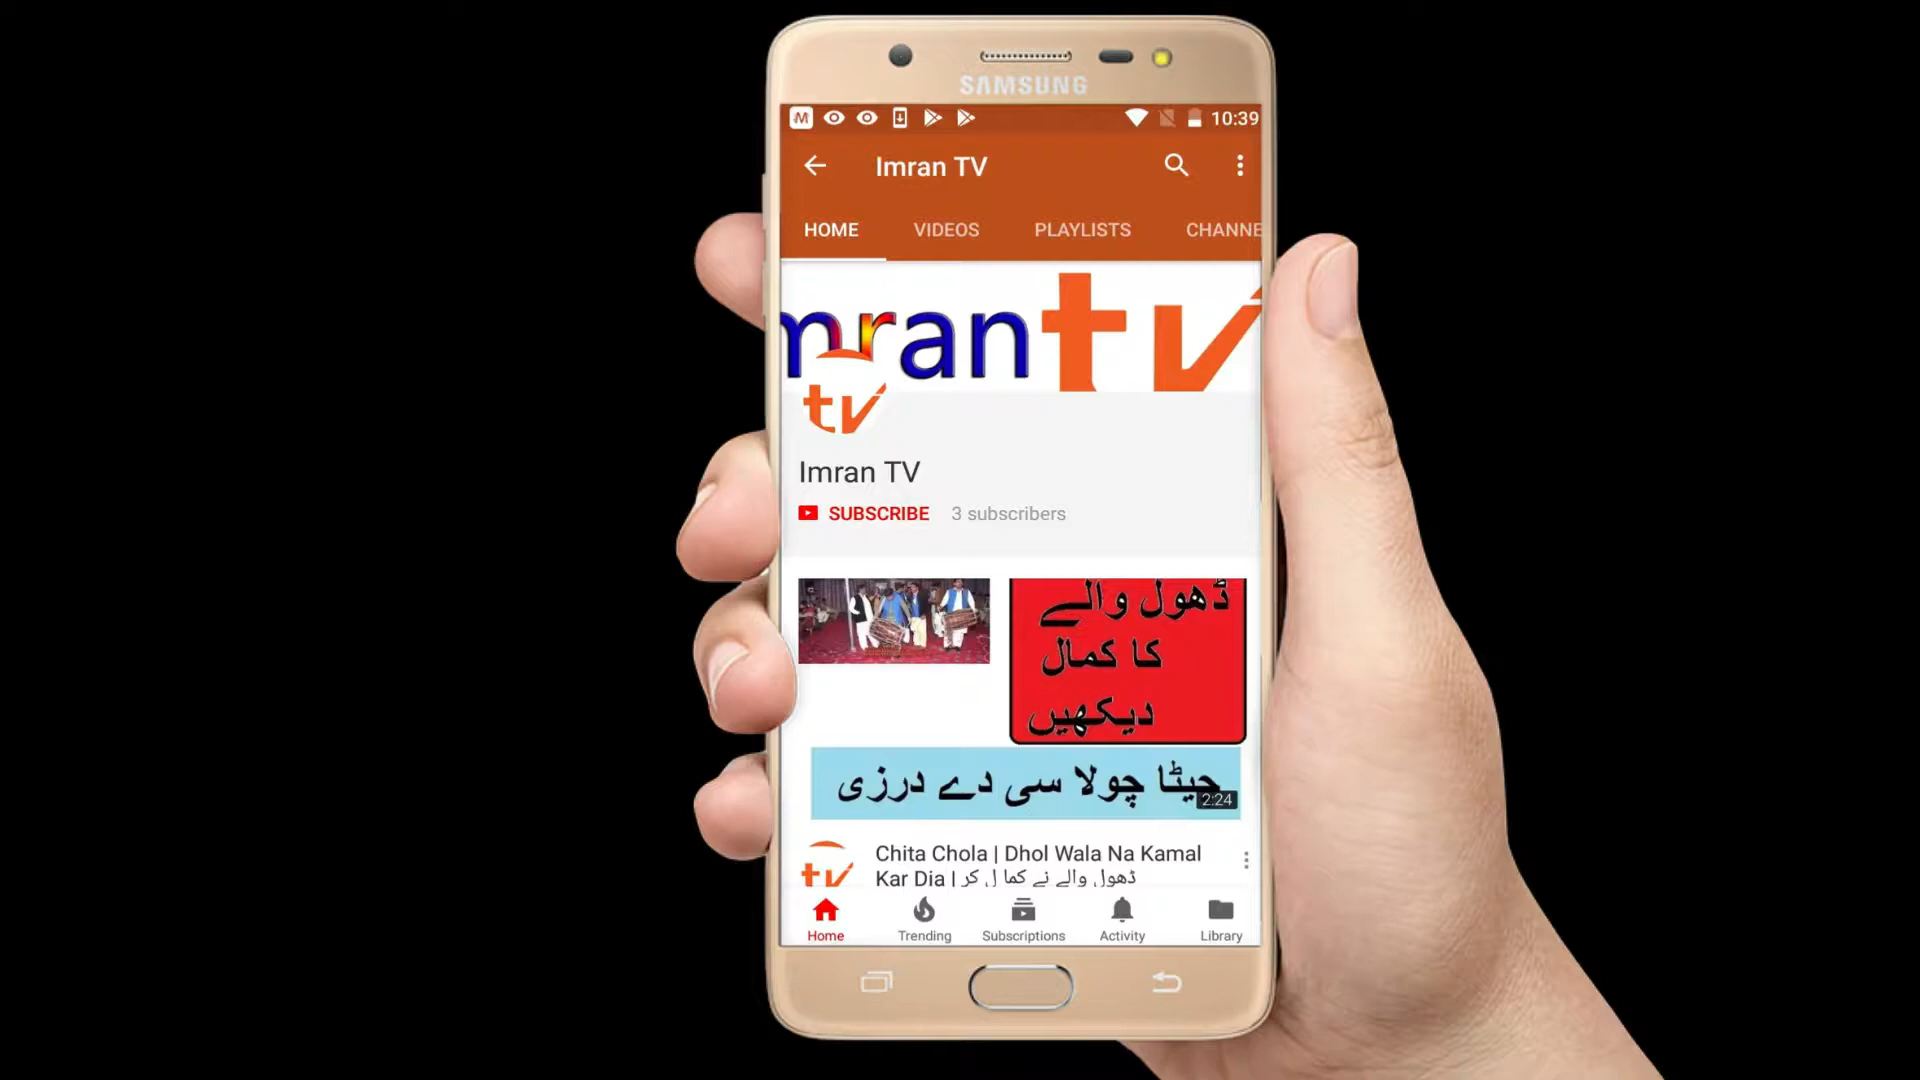 SAMSUNG
10:39
Imran TV
HOME VIDEOS PLAYLISTS CHANNE
mran tv
tv
Imran TV
SUBSCRIBE 3 subscribers
ڈھول والے
کا کمال
دیکھیں
چیٹا چولا سی دے درزی
2:24
tv
Chita Chola | Dhol Wala Na Kamal
Kar Dia | ڈھول والے نے کما ل کر
Home Trending Subscriptions Activity Library